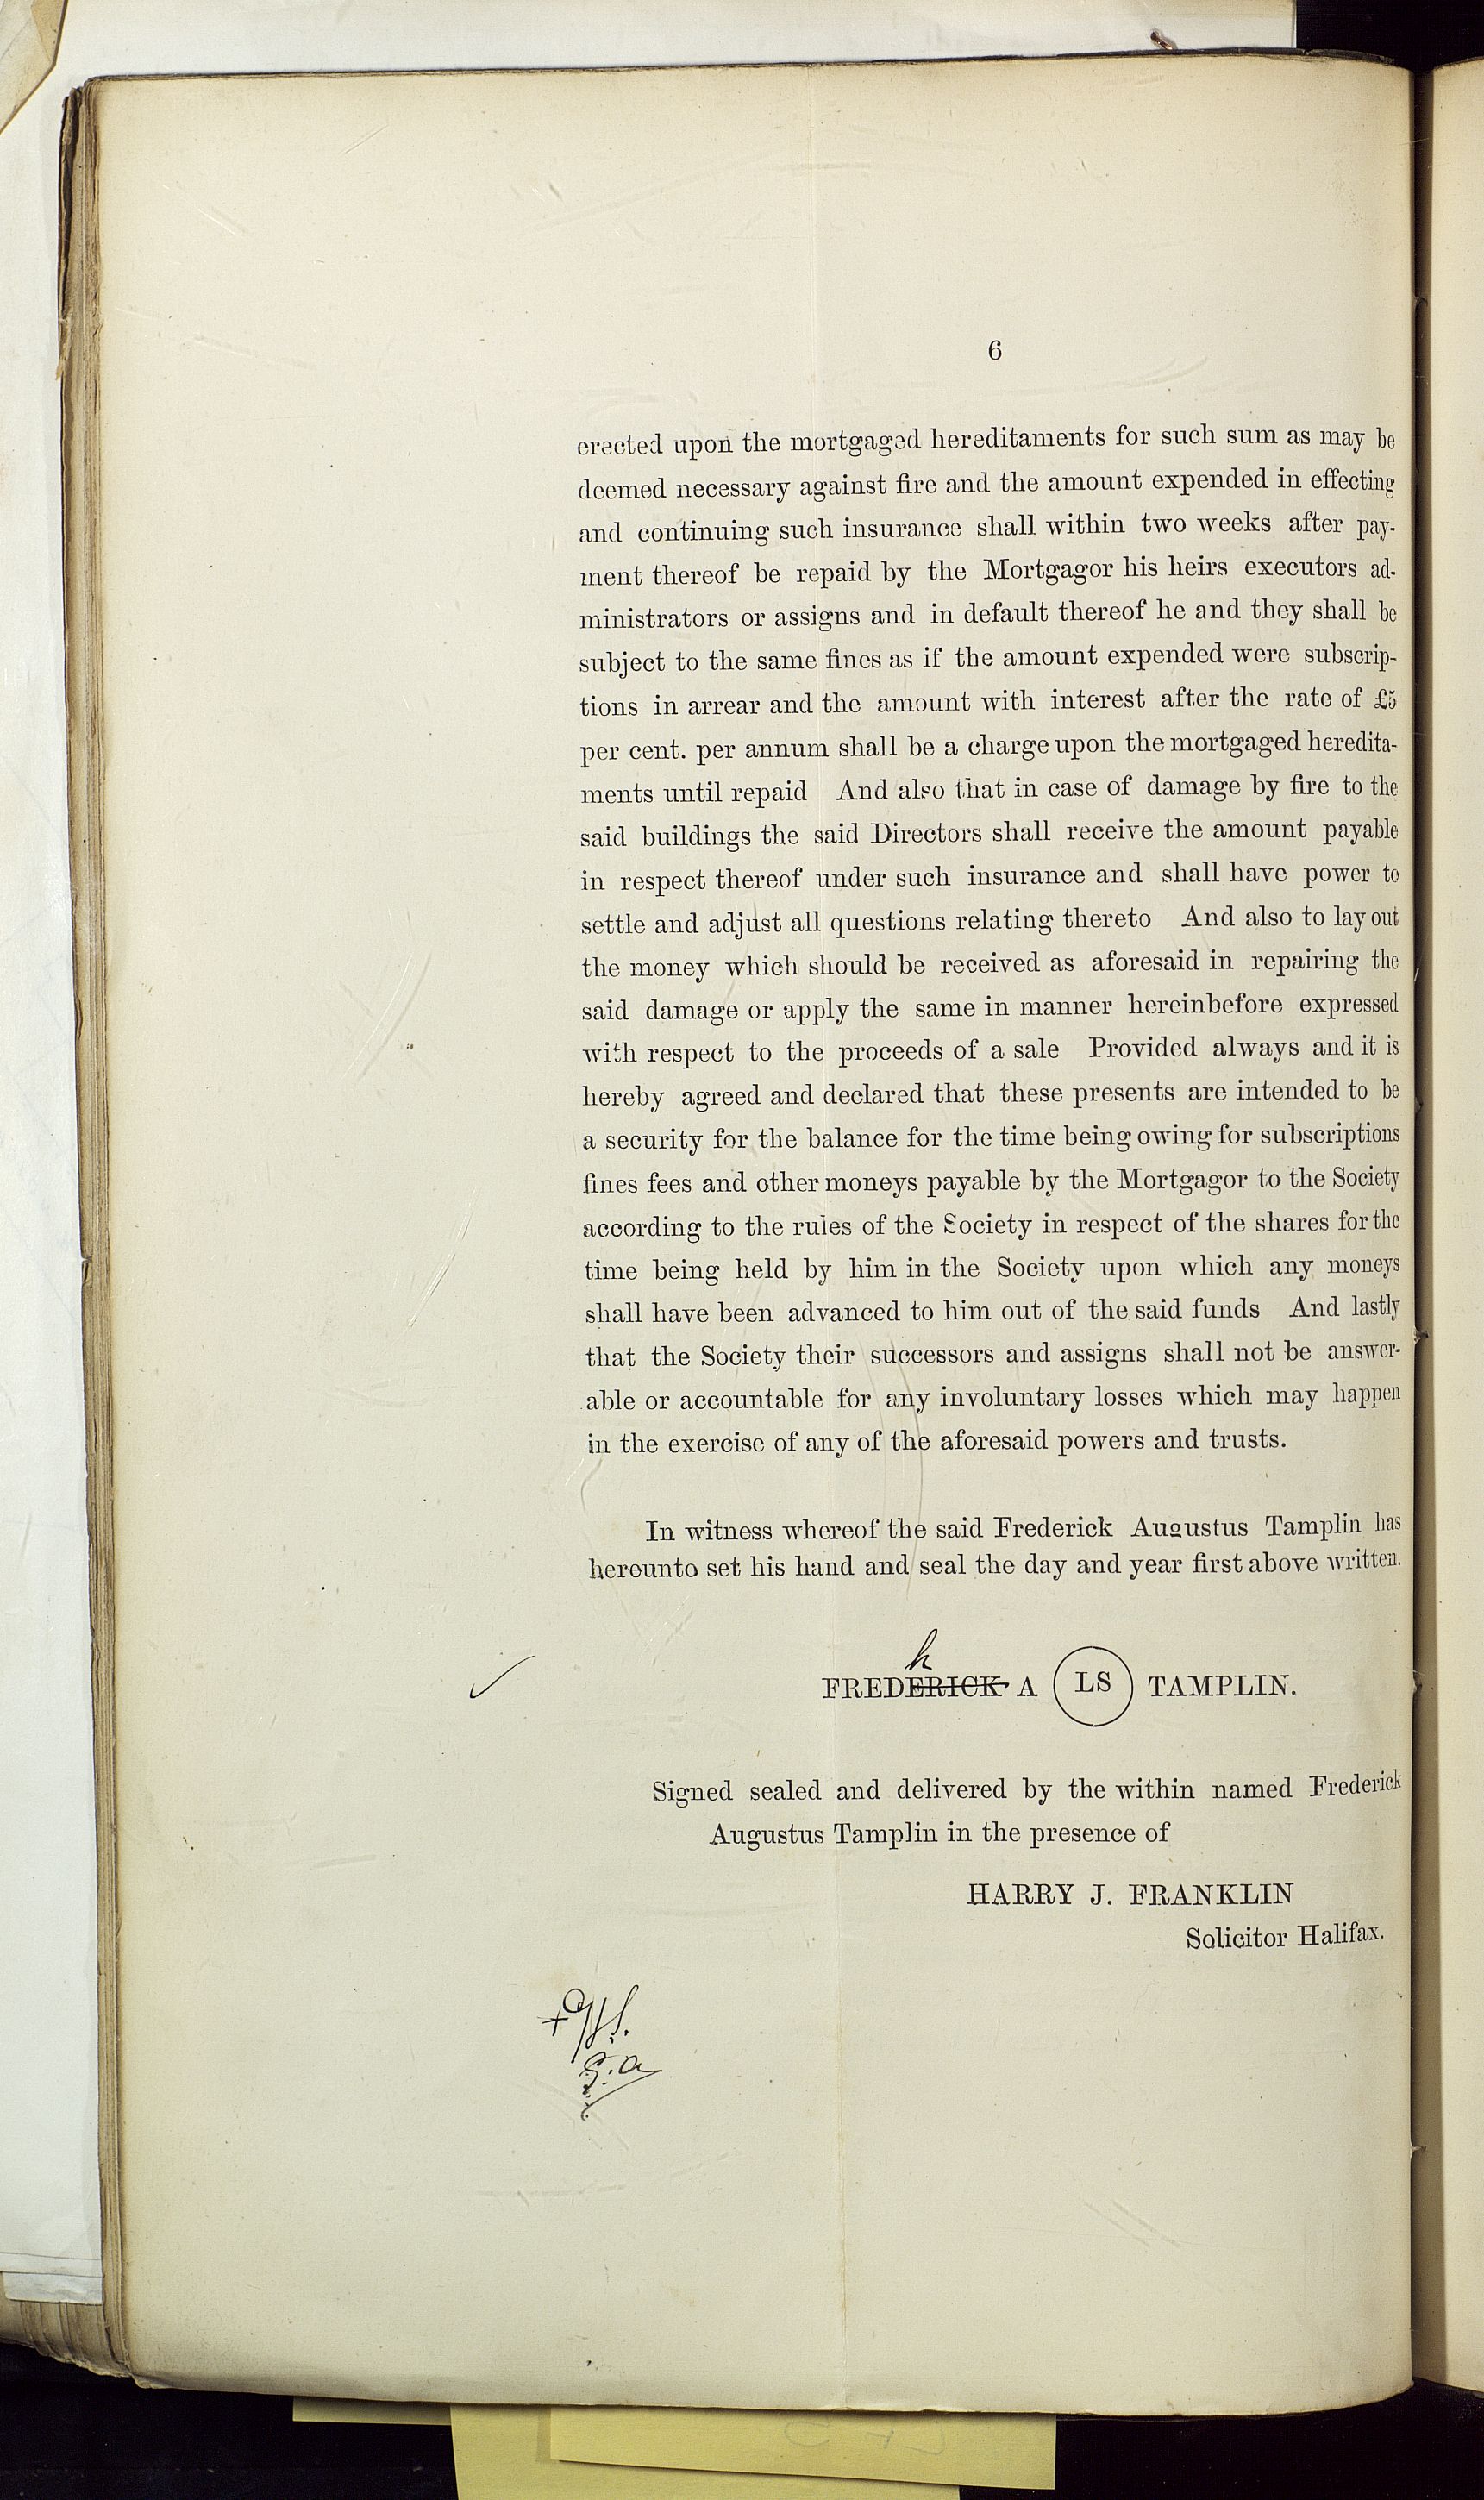 6
erected upon the mortgaged hereditaments for such sum as may be
deemed necessary against fire and the amount expended in effecting
and continuing such insurance shall within two weeks after pay-
ment thereof be repaid by the Mortgagor his heirs executors ad-
ministrators or assigns and in default thereof he and they shall be
subject to the same fines as if the amount expended were subscrip-
tions in arrear and the amount with interest after the rate of £5
per cent. per annum shall be a charge upon the mortgaged heredita-
ments until repaid And also that in case of damage by fire to the
said buildings the said Directors shall receive the amount payable
in respect thereof under such insurance and shall have power to
settle and adjust all questions relating thereto And also to lay out
the money which should be received as aforesaid in repairing the
said damage or apply the same in manner hereinbefore expressed
with respect to the proceeds of a sale Provided always and it is
hereby agreed and declared that these presents are intended to be
a security for the balance for the time being owing for subscriptions
fines fees and other moneys payable by the Mortgagor to the Society
according to the rules of the Society in respect of the shares for the
time being held by him in the Society upon which any moneys
shall have been advanced to him out of the said funds And lastly
that the Society their successors and assigns shall not be answer-
able or accountable for any involuntary losses which may happen
in the exercise of any of the aforesaid powers and trusts.
In witness whereof the said Frederick Augustus Tamplin has
hereunto set his hand and seal the day and year first above written.
FREDERICK A LS TAMPLIN.
Signed sealed and delivered by the within named Frederick
Augustus Tamplin in the presence of
HARRY J. FRANKLIN
Solicitor Halifax.